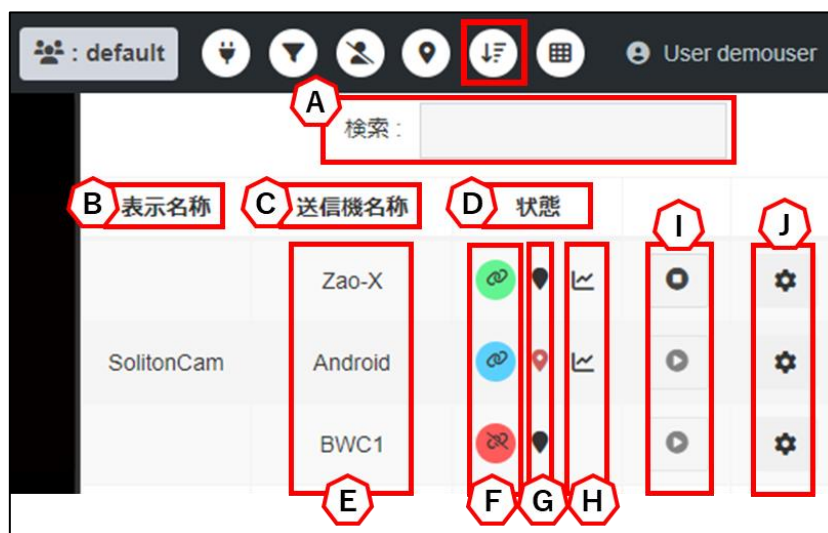 : default
User demouser
A
検索 :
B 表示名称 C 送信機名称 D 状態
I J
Zao-X
SolitonCam Android
BWC1
E F G H